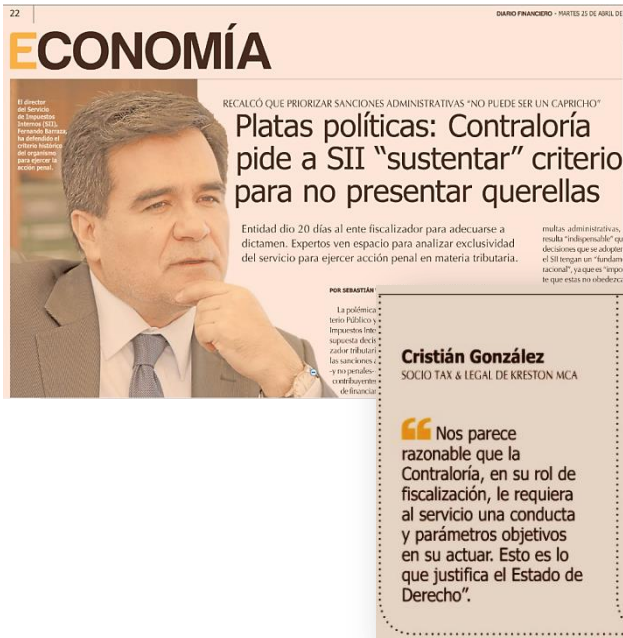 22
DIARIO FINANCIERO - MARTES 25 DE ABRIL DE
ECONOMÍA
El director
del Servicio
de Impuestos
Internos (SII),
Fernando Barraza,
ha defendido el
criterio histórico
del organismo
para ejercer la
acción penal.
RECALCÓ QUE PRIORIZAR SANCIONES ADMINISTRATIVAS “NO PUEDE SER UN CAPRICHO”
Platas políticas: Contraloría
pide a SII “sustentar” criterio
para no presentar querellas
Entidad dio 20 días al ente fiscalizador para adecuarse a
dictamen. Expertos ven espacio para analizar exclusividad
del servicio para ejercer acción penal en materia tributaria.
POR SEBASTIÁN
La polémica
terio Público y
Impuestos Inte
supuesta decis
zador tributari
las sanciones a
-y no penales-
contribuyentes
de financiar
multas administrativas,
resulta “indispensable” qu
decisiones que se adopten
el SII tengan un “fundam
racional”, ya que es “impo
te que estas no obedezca
Cristián González
SOCIO TAX & LEGAL DE KRESTON MCA
“ Nos parece
razonable que la
Contraloría, en su rol de
fiscalización, le requiera
al servicio una conducta
y parámetros objetivos
en su actuar. Esto es lo
que justifica el Estado de
Derecho”.